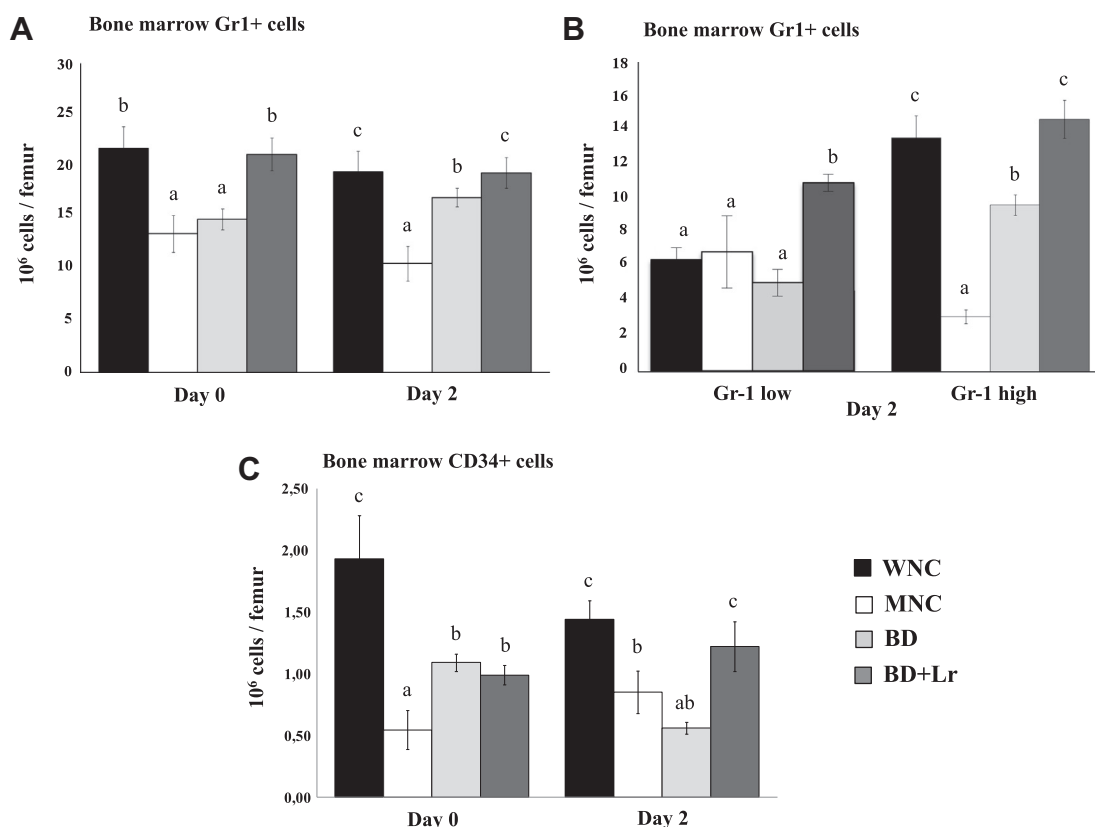 A
Bone marrow Gr1+ cells
10⁶ cells / femur
30
25
20
15
10
5
0
b
a
a
b
c
a
b
c
Day 0
Day 2
B
Bone marrow Gr1+ cells
10⁶ cells / femur
18
16
14
12
10
8
6
4
2
0
a
a
a
b
c
a
b
c
Gr-1 low
Gr-1 high
Day 2
C
Bone marrow CD34+ cells
10⁶ cells / femur
2,50
2,00
1,50
1,00
0,50
0,00
c
a
b
b
c
b
ab
c
Day 0
Day 2
WNC
MNC
BD
BD+Lr